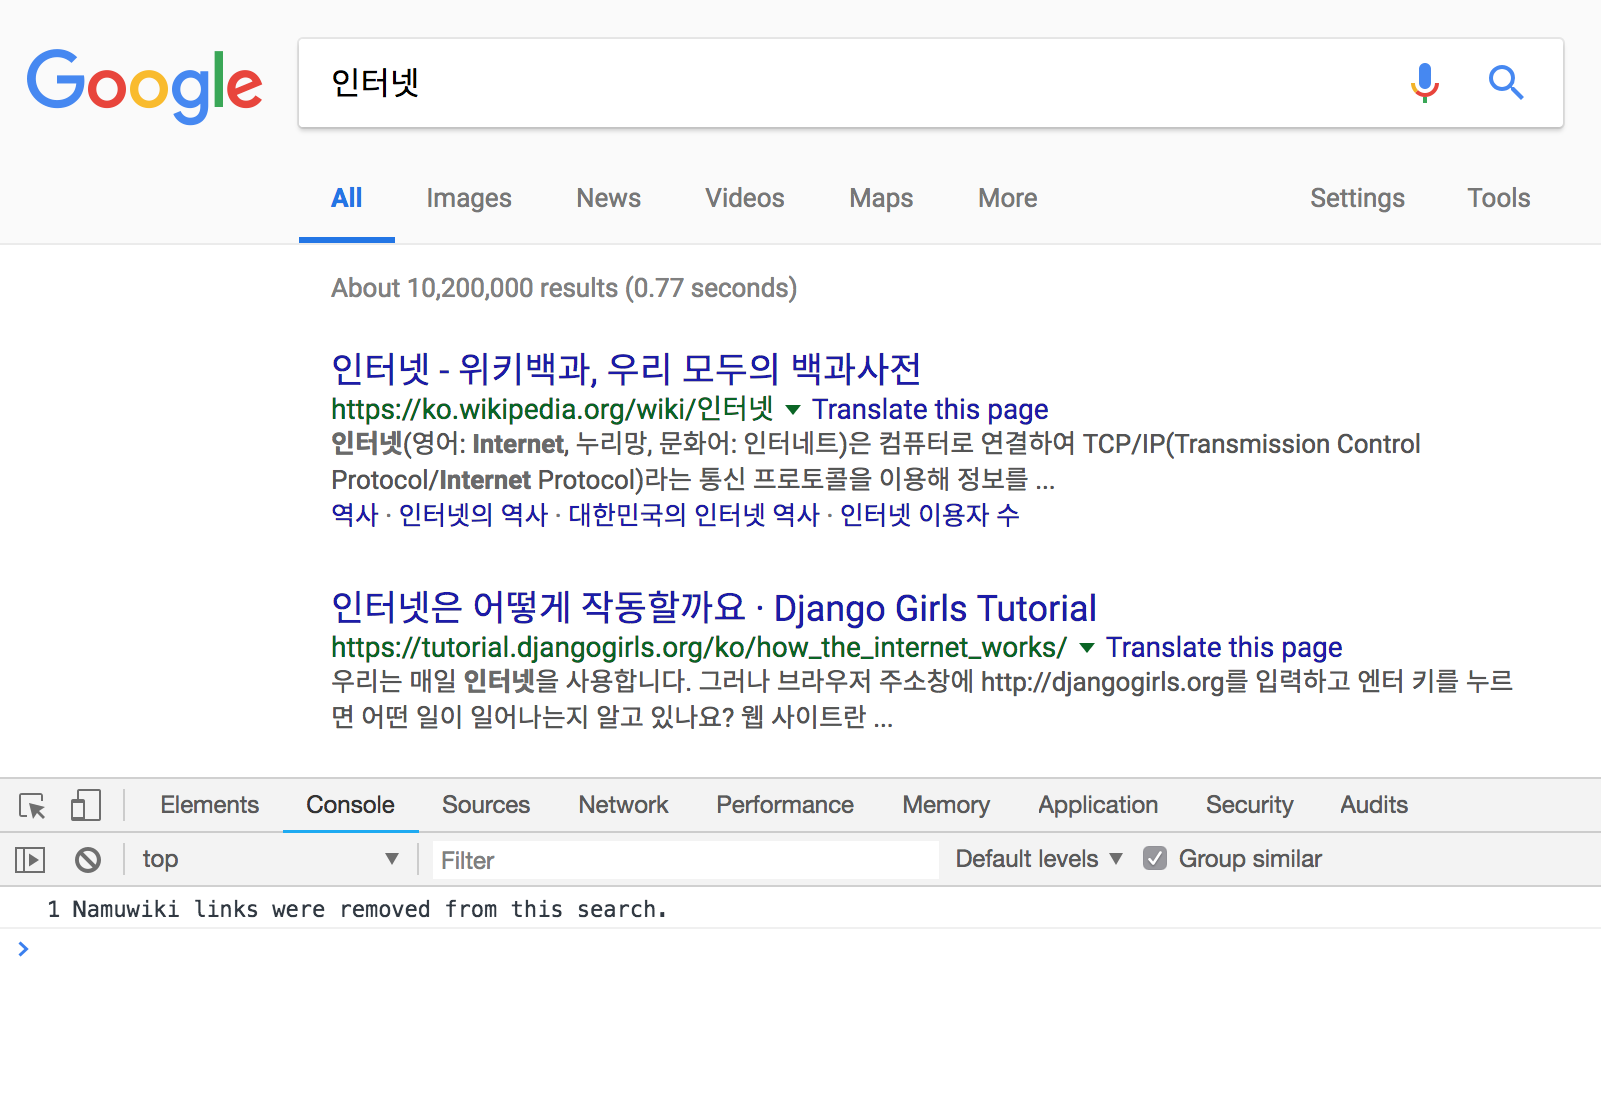 Google 인터넷
All Images News Videos Maps More Settings Tools
About 10,200,000 results (0.77 seconds)
인터넷 - 위키백과, 우리 모두의 백과사전
https://ko.wikipedia.org/wiki/인터넷 ▼ Translate this page
인터넷(영어: Internet, 누리망, 문화어: 인터네트)은 컴퓨터로 연결하여 TCP/IP(Transmission Control
Protocol/Internet Protocol)라는 통신 프로토콜을 이용해 정보를 ...
역사 · 인터넷의 역사 · 대한민국의 인터넷 역사 · 인터넷 이용자 수
인터넷은 어떻게 작동할까요 · Django Girls Tutorial
https://tutorial.djangogirls.org/ko/how_the_internet_works/ ▼ Translate this page
우리는 매일 인터넷을 사용합니다. 그러나 브라우저 주소창에 http://djangogirls.org를 입력하고 엔터 키를 누르
면 어떤 일이 일어나는지 알고 있나요? 웹 사이트란 ...
Elements Console Sources Network Performance Memory Application Security Audits
top ▼ Filter Default levels ▼ Group similar
1 Namuwiki links were removed from this search.